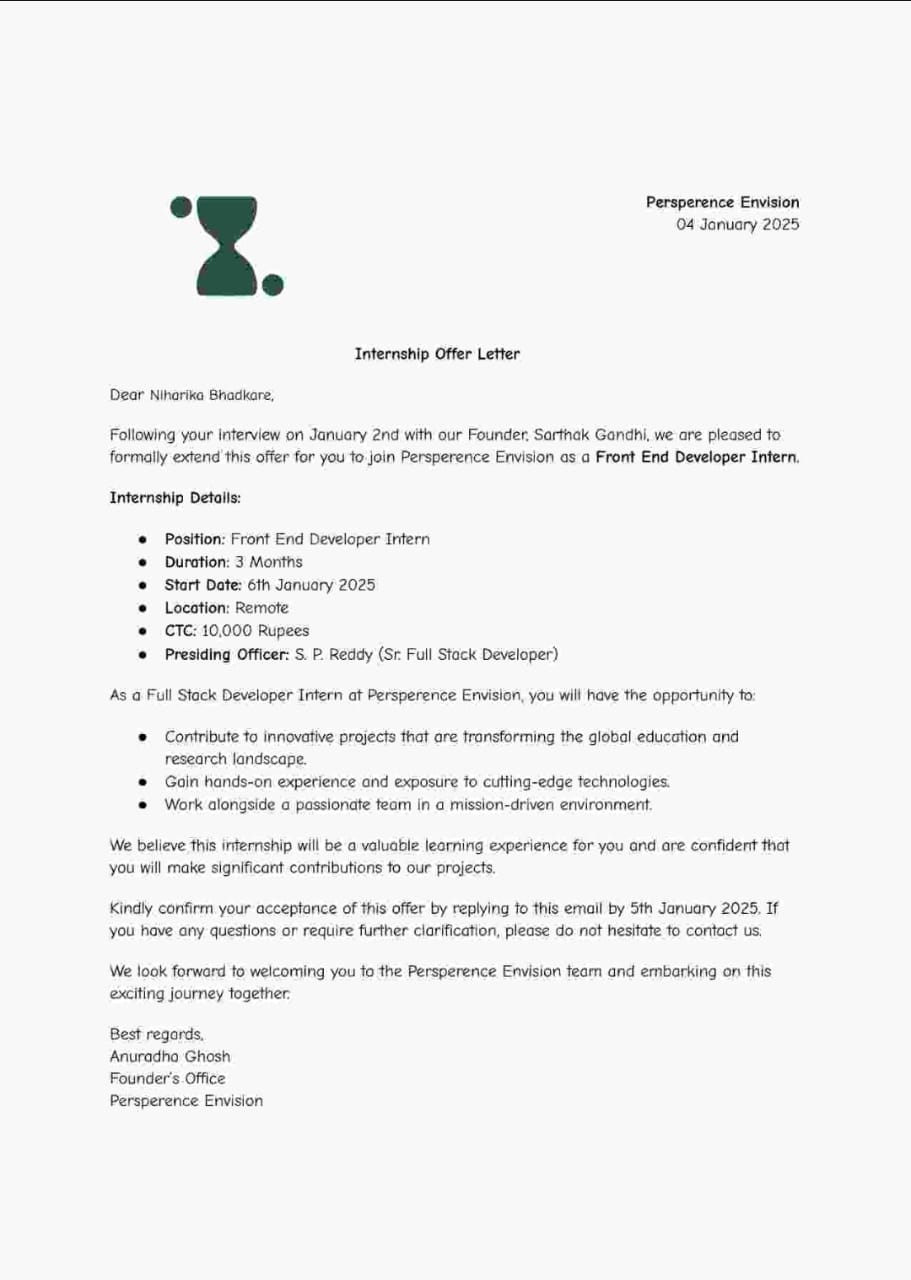 Persperence Envision
04 January 2025
Internship Offer Letter
Dear Niharika Bhadkare,
Following your interview on January 2nd with our Founder, Sarthak Gandhi, we are pleased to
formally extend this offer for you to join Persperence Envision as a Front End Developer Intern.
Internship Details:
● Position: Front End Developer Intern
● Duration: 3 Months
● Start Date: 6th January 2025
● Location: Remote
● CTC: 10,000 Rupees
● Presiding Officer: S. P. Reddy (Sr. Full Stack Developer)
As a Full Stack Developer Intern at Persperence Envision, you will have the opportunity to:
● Contribute to innovative projects that are transforming the global education and
research landscape.
● Gain hands-on experience and exposure to cutting-edge technologies.
● Work alongside a passionate team in a mission-driven environment.
We believe this internship will be a valuable learning experience for you and are confident that
you will make significant contributions to our projects.
Kindly confirm your acceptance of this offer by replying to this email by 5th January 2025. If
you have any questions or require further clarification, please do not hesitate to contact us.
We look forward to welcoming you to the Persperence Envision team and embarking on this
exciting journey together.
Best regards,
Anuradha Ghosh
Founder's Office
Persperence Envision